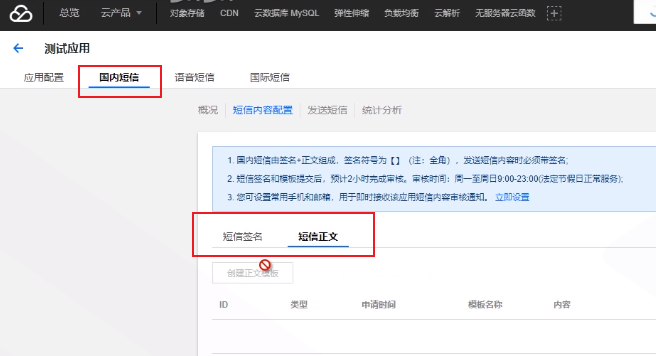 总览 云产品 对象存储 CDN 云数据库 MySQL 弹性伸缩 负载均衡 云解析 无服务器云函数
测试应用
应用配置 国内短信 语音短信 国际短信
概况 短信内容配置 发送短信 统计分析
1. 国内短信由签名+正文组成，签名符号为【】（注：全角），发送短信内容时必须带签名;
2. 短信签名和模板提交后，预计2小时完成审核。审核时间：周一至周日9:00-23:00(法定节假日正常服务);
3. 您可设置常用手机和邮箱，用于即时接收该应用短信内容审核通知。 立即设置
短信签名 短信正文
创建正文模板
ID 类型 申请时间 模板名称 内容